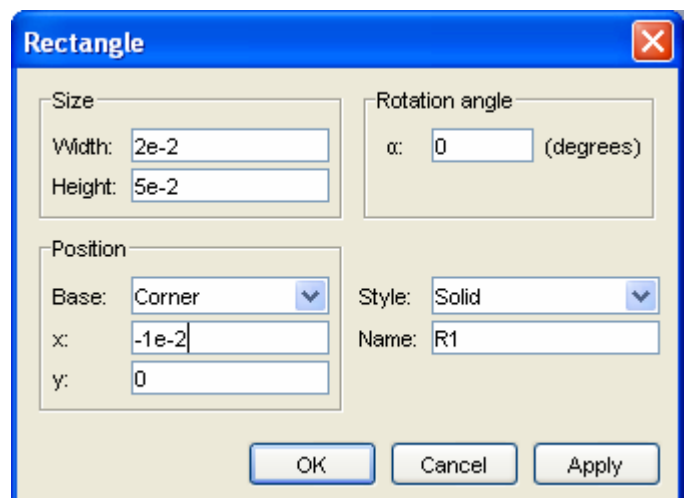 Rectangle
Size
Width: 2e-2
Height: 5e-2
Rotation angle
α: 0 (degrees)
Position
Base: Corner
x: -1e-2
y: 0
Style: Solid
Name: R1
OK Cancel Apply